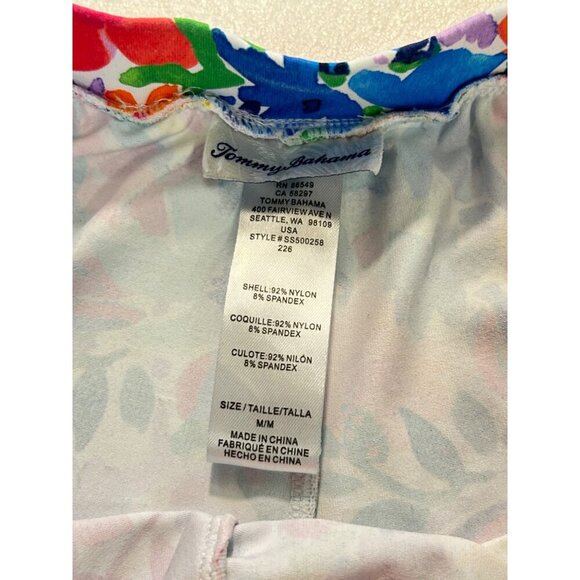 Tommy Bahama
RN 86549
CA 58297
TOMMY BAHAMA
400 FAIRVIEW AVE N
SEATTLE, WA 98109
USA
STYLE # SS500258
226
SHELL:92% NYLON
8% SPANDEX
COQUILLE:92% NYLON
8% SPANDEX
CULOTE:92% NILÓN
8% SPANDEX
SIZE / TAILLE/TALLA
M/M
MADE IN CHINA
FABRIQUÉ EN CHINE
HECHO EN CHINA